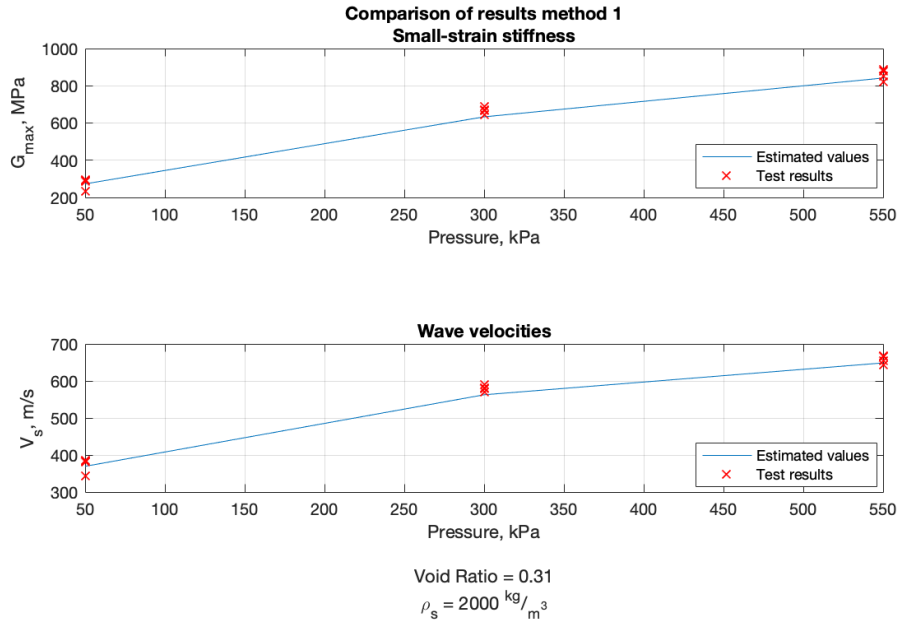 Comparison of results method 1
Small-strain stiffness
1000
800
600
400
200
G_max, MPa
Estimated values
Test results
50 100 150 200 250 300 350 400 450 500 550
Pressure, kPa
Wave velocities
700
600
500
400
300
V_s, m/s
Estimated values
Test results
50 100 150 200 250 300 350 400 450 500 550
Pressure, kPa
Void Ratio = 0.31
ρ_s = 2000 kg/m³